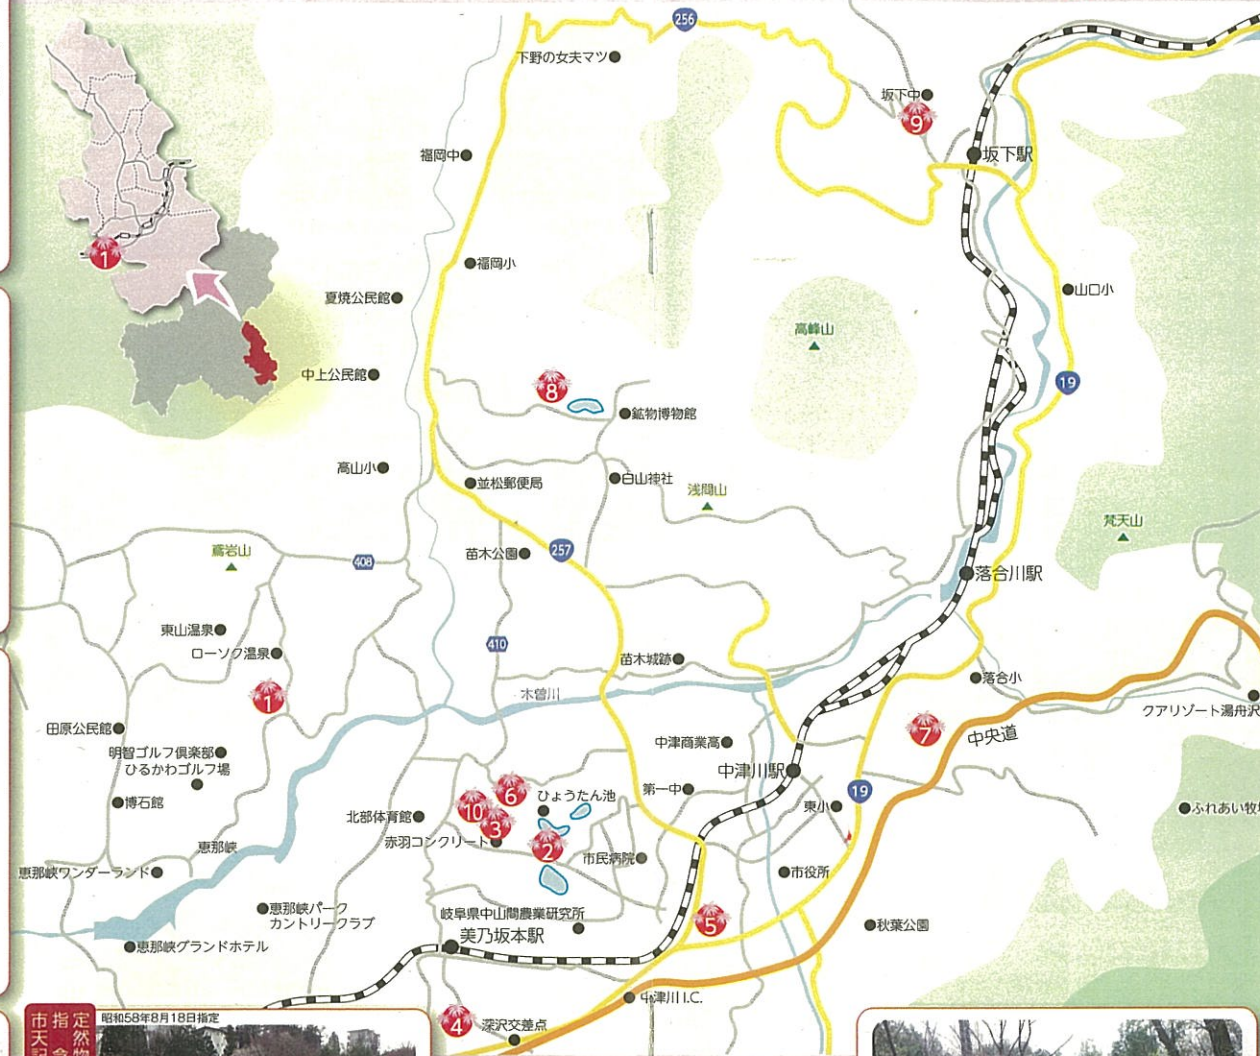 256
下野の女夫マツ
坂下中
9
坂下駅
福岡中
1
福岡小
夏焼公民館
山口小
高峰山
中上公民館
8
19
鉱物博物館
高山小
並松郵便局
白山神社
浅間山
梵天山
鳶岩山
408
苗木公園
257
落合川駅
東山温泉
ローソク温泉
410
苗木城跡
落合小
1
木曽川
クアリゾート湯舟沢
田原公民館
7
中央道
明智ゴルフ倶楽部
ひるかわゴルフ場
中津商業高
中津川駅
博石館
6
ひょうたん池
第一中
19
10
東小
北部体育館
3
赤羽コンクリート
2
恵那峡
市民病院
恵那峡ワンダーランド
市役所
ふれあい牧
恵那峡パーク
カントリークラブ
岐阜県中山間農業研究所
5
秋葉公園
美乃坂本駅
恵那峡グランドホテル
中津川I.C.
4
深沢交差点
昭和58年8月18日指定
定然物
指念
市天記